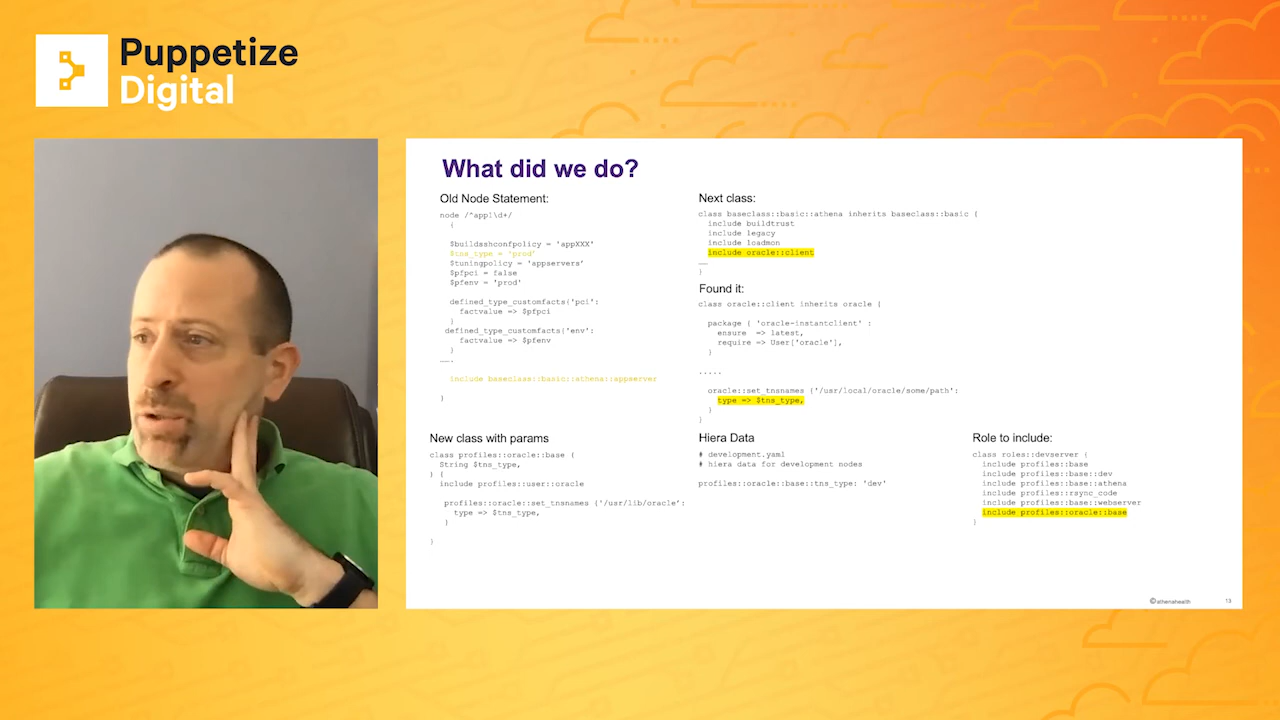 Puppetize
Digital
What did we do?
Old Node Statement:
node /^app1\d+/
{
$buildsshconfpolicy = 'appXXX'
$tns_type = 'prod'
$tuningpolicy = 'appservers'
$pfpci = false
$pfenv = 'prod'
defined_type_customfacts{'pci':
factvalue => $pfpci
}
defined_type_customfacts{'env':
factvalue => $pfenv
}
…….
include baseclass::basic::athena::appserver
}
Next class:
class baseclass::basic::athena inherits baseclass::basic {
include buildtrust
include legacy
include loadmon
include oracle::client
……
}
Found it:
class oracle::client inherits oracle {
package { 'oracle-instantclient' :
ensure => latest,
require => User['oracle'],
}
.....
oracle::set_tnsnames {'/usr/local/oracle/some/path':
type => $tns_type,
}
}
New class with params
class profiles::oracle::base (
String $tns_type,
) {
include profiles::user::oracle
profiles::oracle::set_tnsnames {'/usr/lib/oracle':
type => $tns_type,
}
}
Hiera Data
# development.yaml
# hiera data for development nodes
profiles::oracle::base::tns_type: 'dev'
Role to include:
class roles::devserver {
include profiles::base
include profiles::base::dev
include profiles::base::athena
include profiles::rsync_code
include profiles::base::webserver
include profiles::oracle::base
}
©athenahealth
13